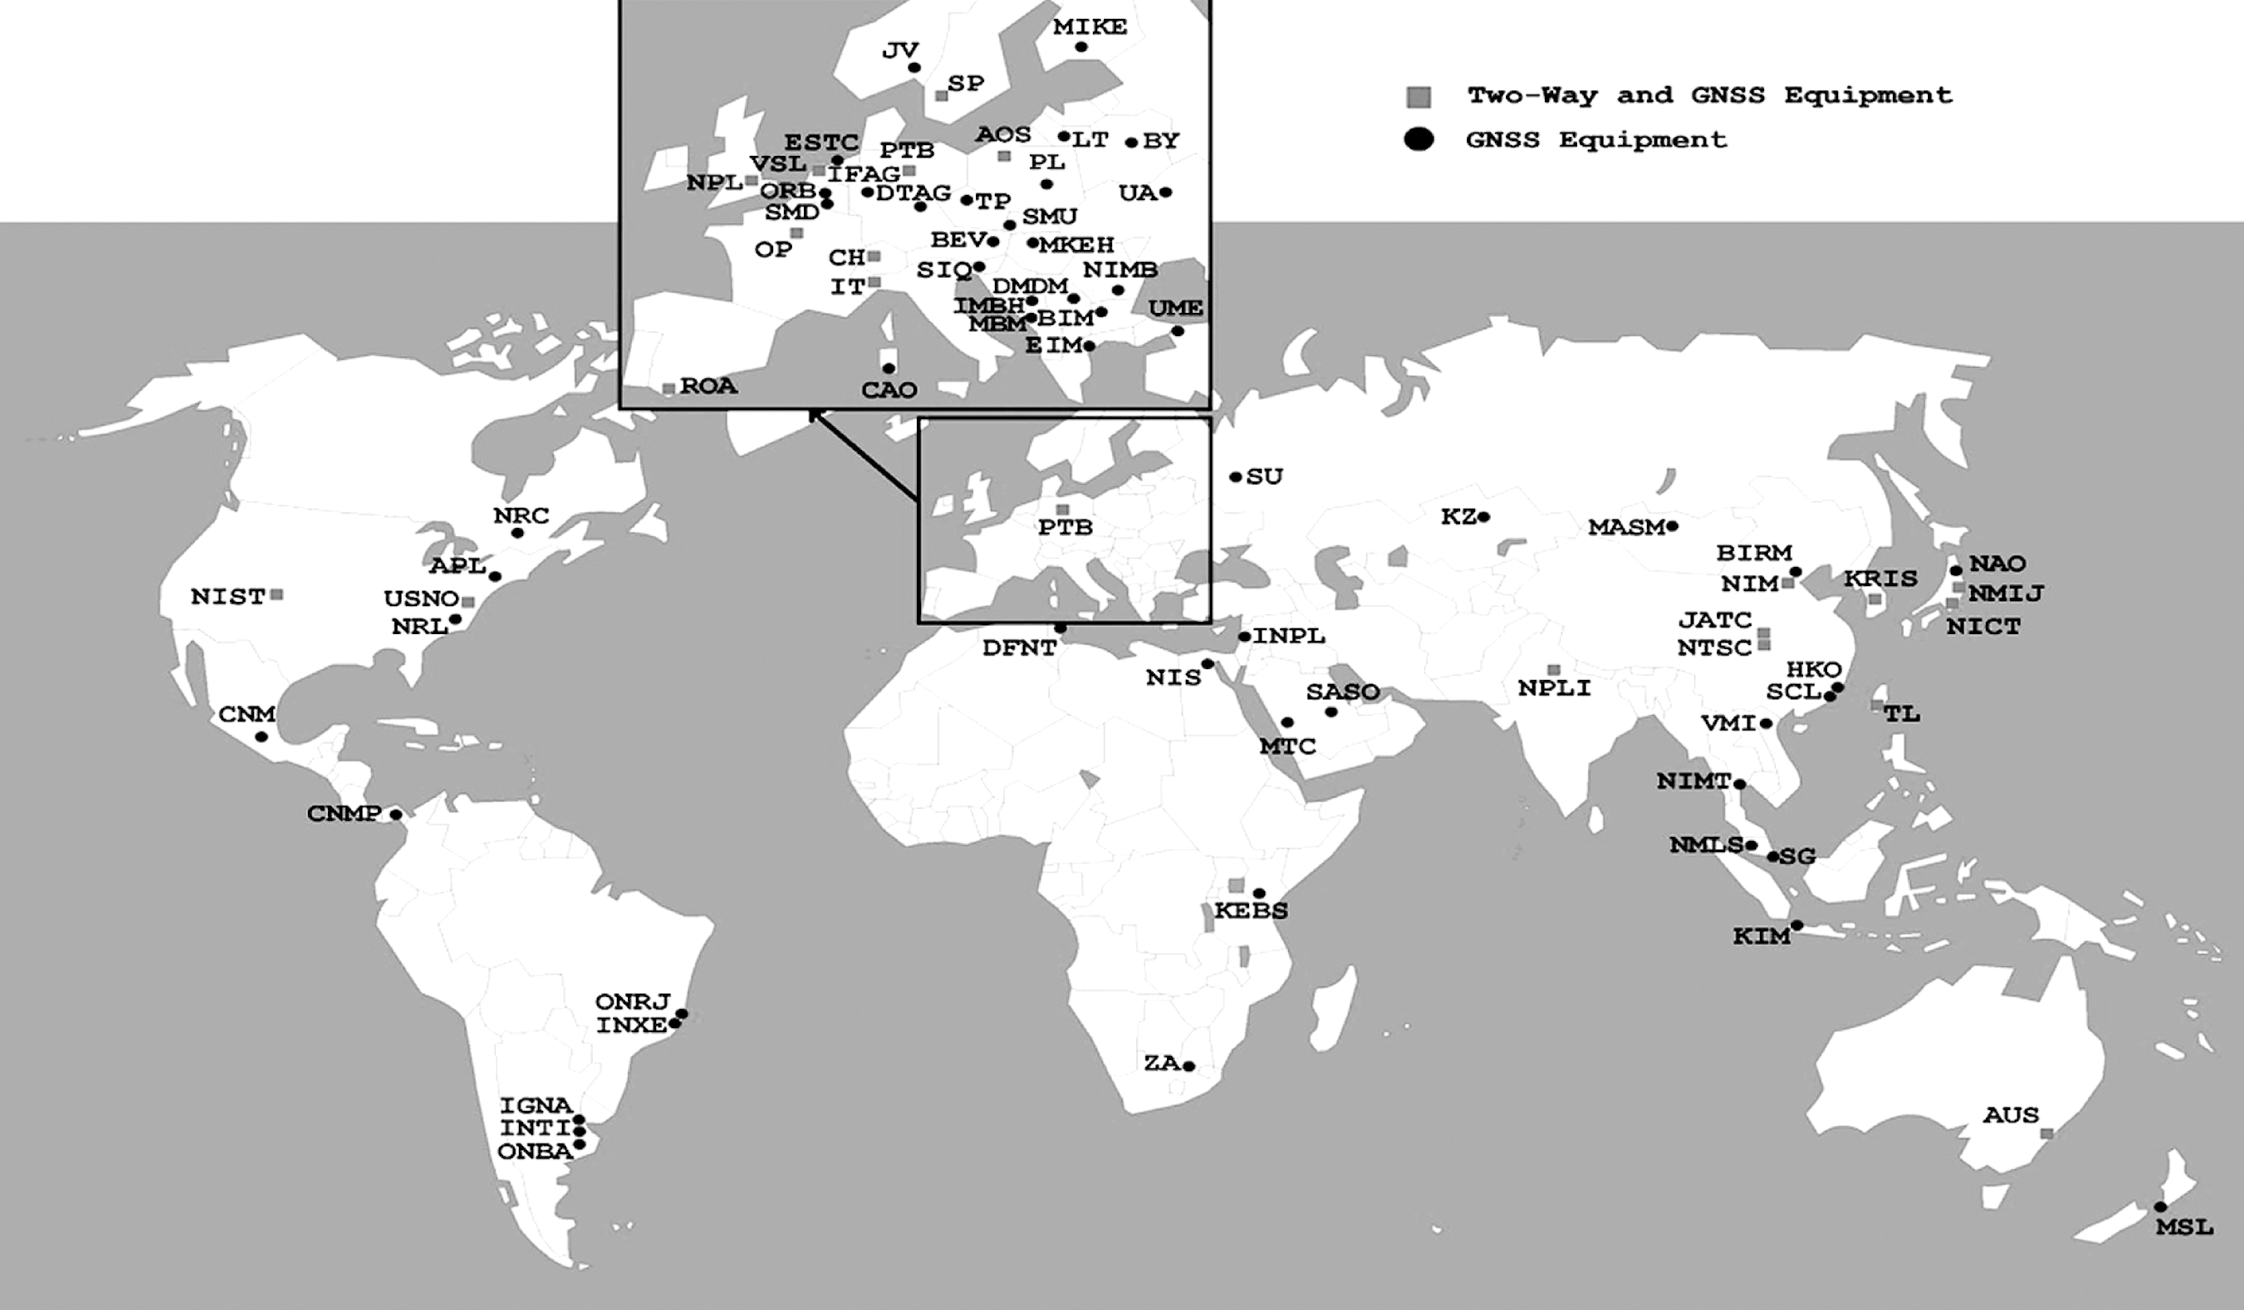 MIKE
JV
SP
Two-Way and GNSS Equipment
GNSS Equipment
AOS
LT
BY
ESTC
PTB
VSL
IFAG
PL
NPL
ORB
DTAG
TP
UA
SMD
SMU
OP
BEV
MKEH
CH
SIQ
NIMB
IT
DMDM
IMBH
UME
MBM
BIM
EIM
ROA
CAO
SU
NRC
PTB
KZ
MASM
APL
BIRM
NAO
NIST
USNO
NIM
KRIS
NMIJ
NRL
JATC
NICT
DFNT
INPL
NTSC
NIS
HKO
SASO
NPLI
SCL
CNM
MTC
VMI
TL
CNMP
NIMT
NMLS
SG
KEBS
KIM
ONRJ
INXE
ZA
IGNA
INTI
ONBA
AUS
MSL